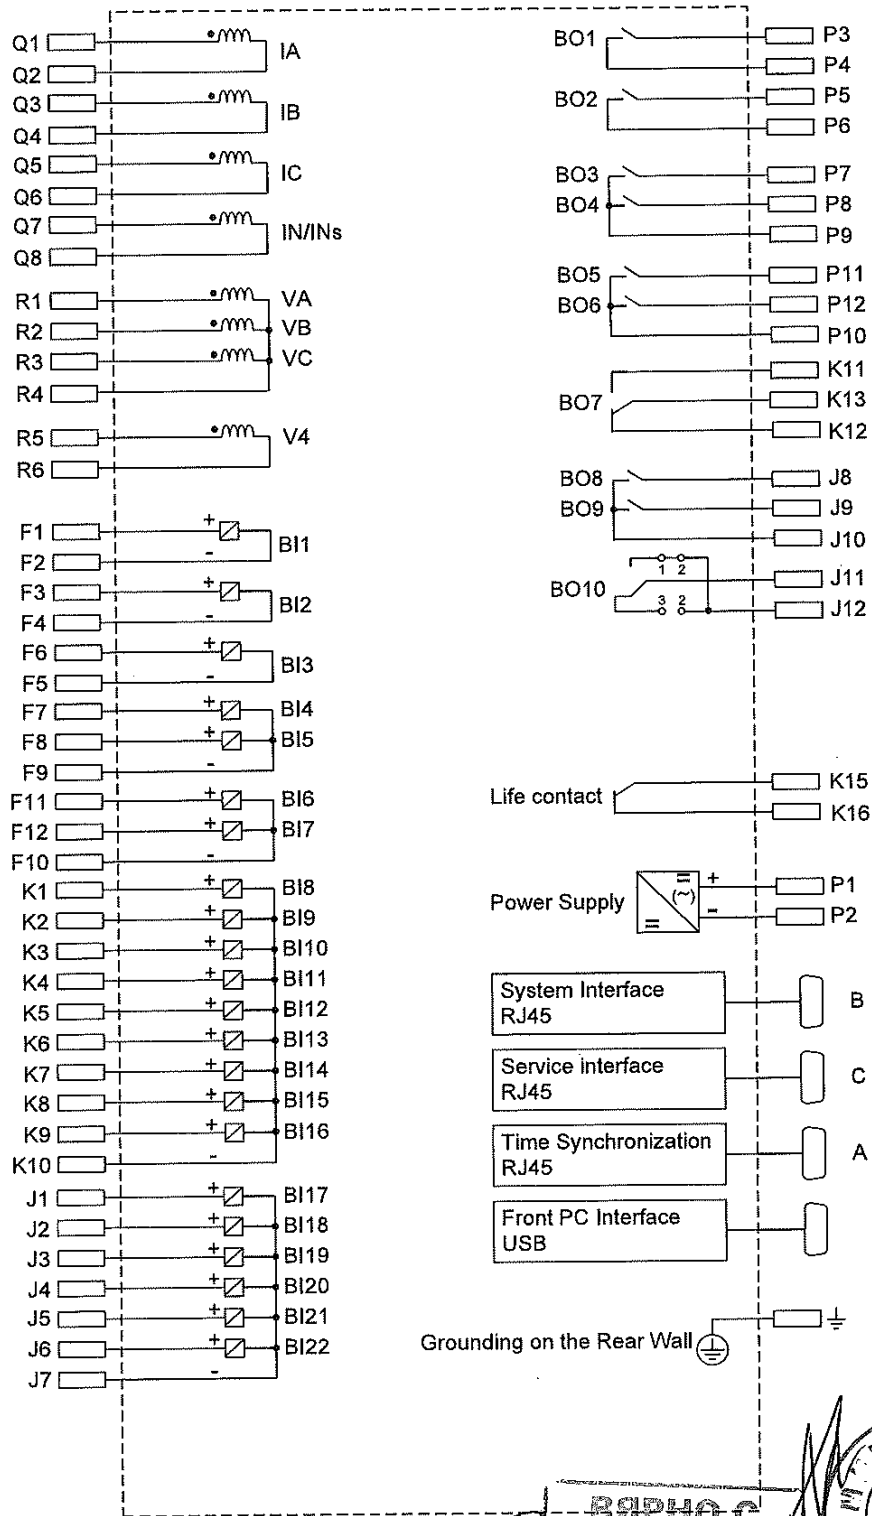 Q1 IA BO1 P3
Q2 P4
Q3 IB BO2 P5
Q4 P6
Q5 IC BO3 P7
Q6 BO4 P8
Q7 IN/INs P9
Q8 BO5 P11
R1 VA BO6 P12
R2 VB P10
R3 VC K11
R4 BO7 K13
R5 V4 K12
R6 BO8 J8
F1 + BI1 BO9 J9
F2 - J10
F3 + BI2 BO10 1 2 J11
F4 - 3 2 J12
F6 + BI3
F5 -
F7 + BI4
F8 + BI5
F9 - Life contact K15
F11 + BI6 K16
F12 + BI7
F10 -
K1 + BI8 Power Supply = (~) = + P1
K2 + BI9 - P2
K3 + BI10
K4 + BI11 System Interface B
K5 + BI12 RJ45
K6 + BI13 Service interface C
K7 + BI14 RJ45
K8 + BI15
K9 + BI16 Time Synchronization A
K10 - RJ45
J1 + BI17 Front PC Interface
J2 + BI18 USB
J3 + BI19
J4 + BI20
J5 + BI21 Grounding on the Rear Wall
J6 + BI22
J7 -